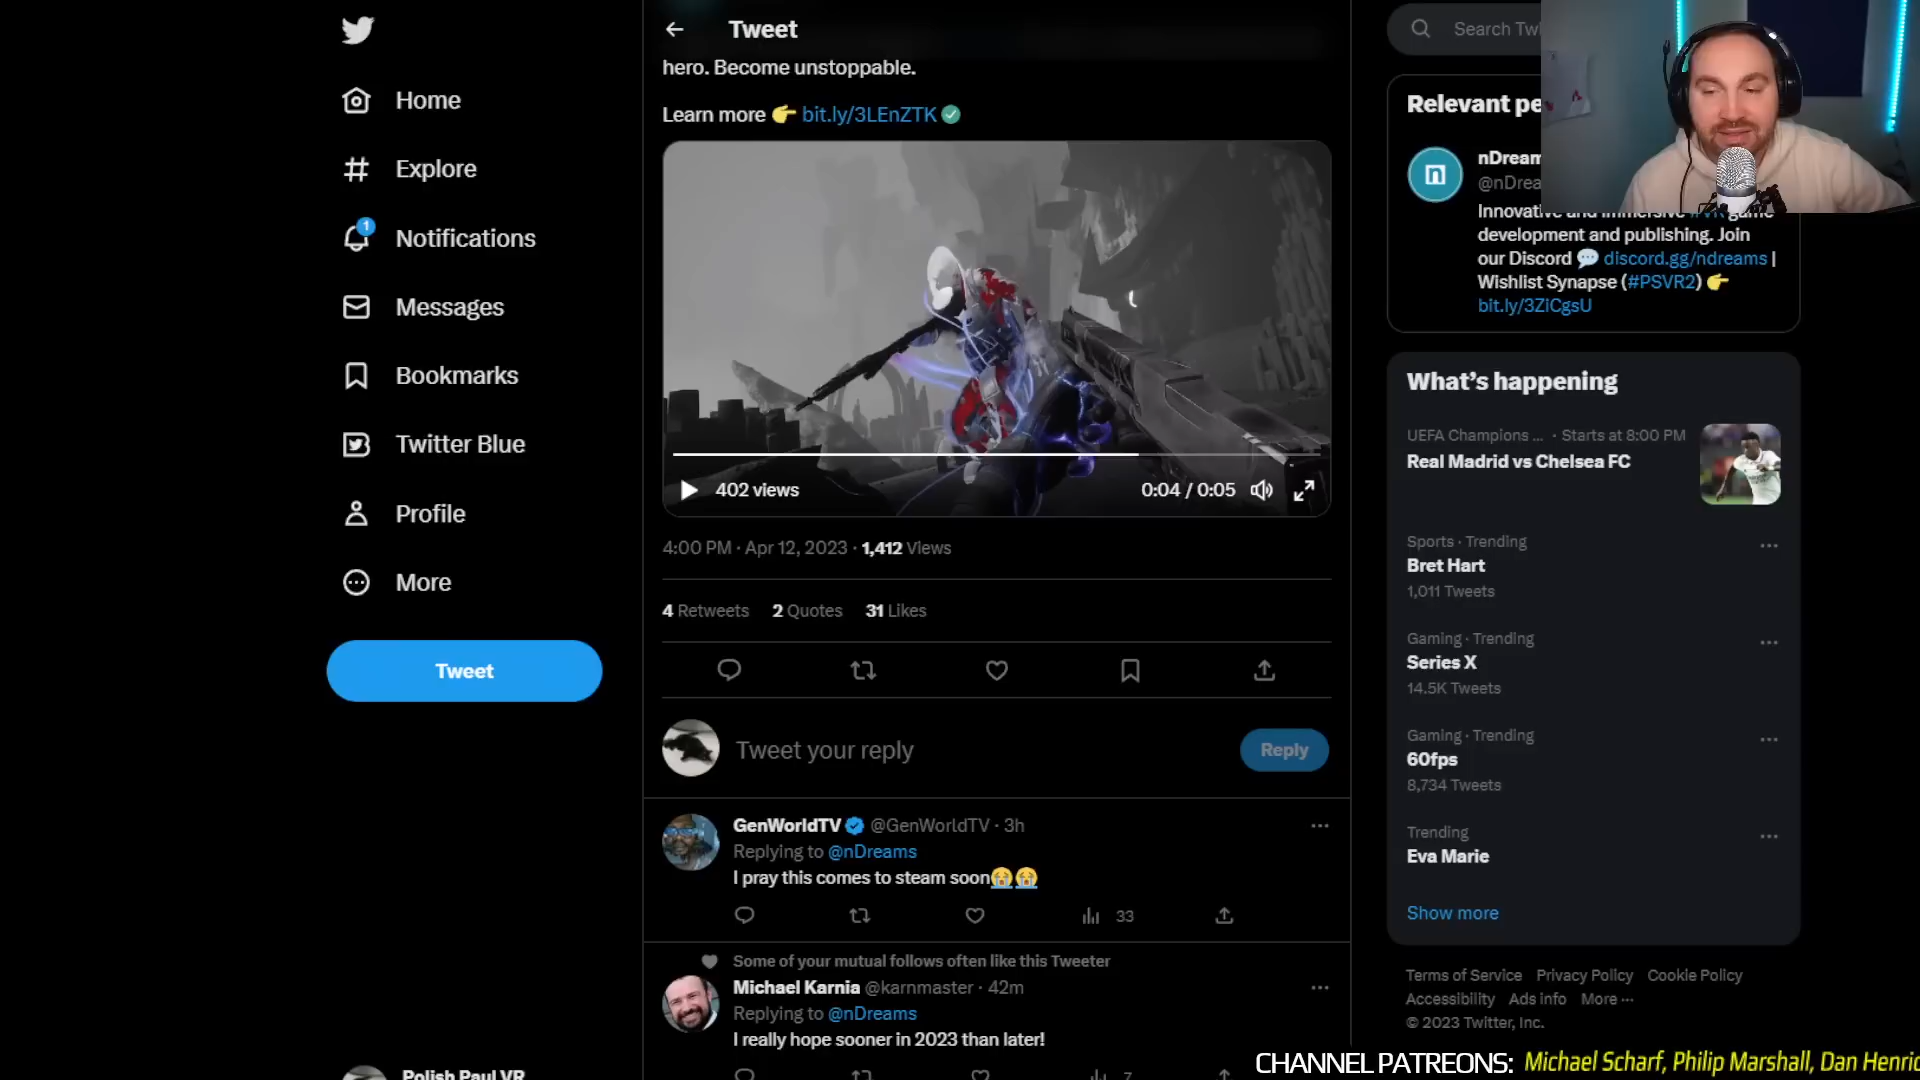 Home
Explore
1
Notifications
Messages
Bookmarks
Twitter Blue
Profile
More
Tweet
Polish Paul VR
Tweet
hero. Become unstoppable.
Learn more 👉 bit.ly/3LEnZTK
402 views
0:04 / 0:05
4:00 PM · Apr 12, 2023 · 1,412 Views
4 Retweets 2 Quotes 31 Likes
Tweet your reply
Reply
GenWorldTV @GenWorldTV · 3h
Replying to @nDreams
I pray this comes to steam soon😭😭
33
Some of your mutual follows often like this Tweeter
Michael Karnia @karnmaster · 42m
Replying to @nDreams
I really hope sooner in 2023 than later!
7
Search Tw
Relevant pe
n
nDream
@nDrea
Innovative and immersive #VR game
development and publishing. Join
our Discord 💬 discord.gg/ndreams |
Wishlist Synapse (#PSVR2) 👉
bit.ly/3ZiCgsU
What's happening
UEFA Champions ... · Starts at 8:00 PM
Real Madrid vs Chelsea FC
Sports · Trending
Bret Hart
1,011 Tweets
Gaming · Trending
Series X
14.5K Tweets
Gaming · Trending
60fps
8,734 Tweets
Trending
Eva Marie
Show more
Terms of Service Privacy Policy Cookie Policy
Accessibility Ads info More ···
© 2023 Twitter, Inc.
CHANNEL PATREONS: Michael Scharf, Philip Marshall, Dan Henric